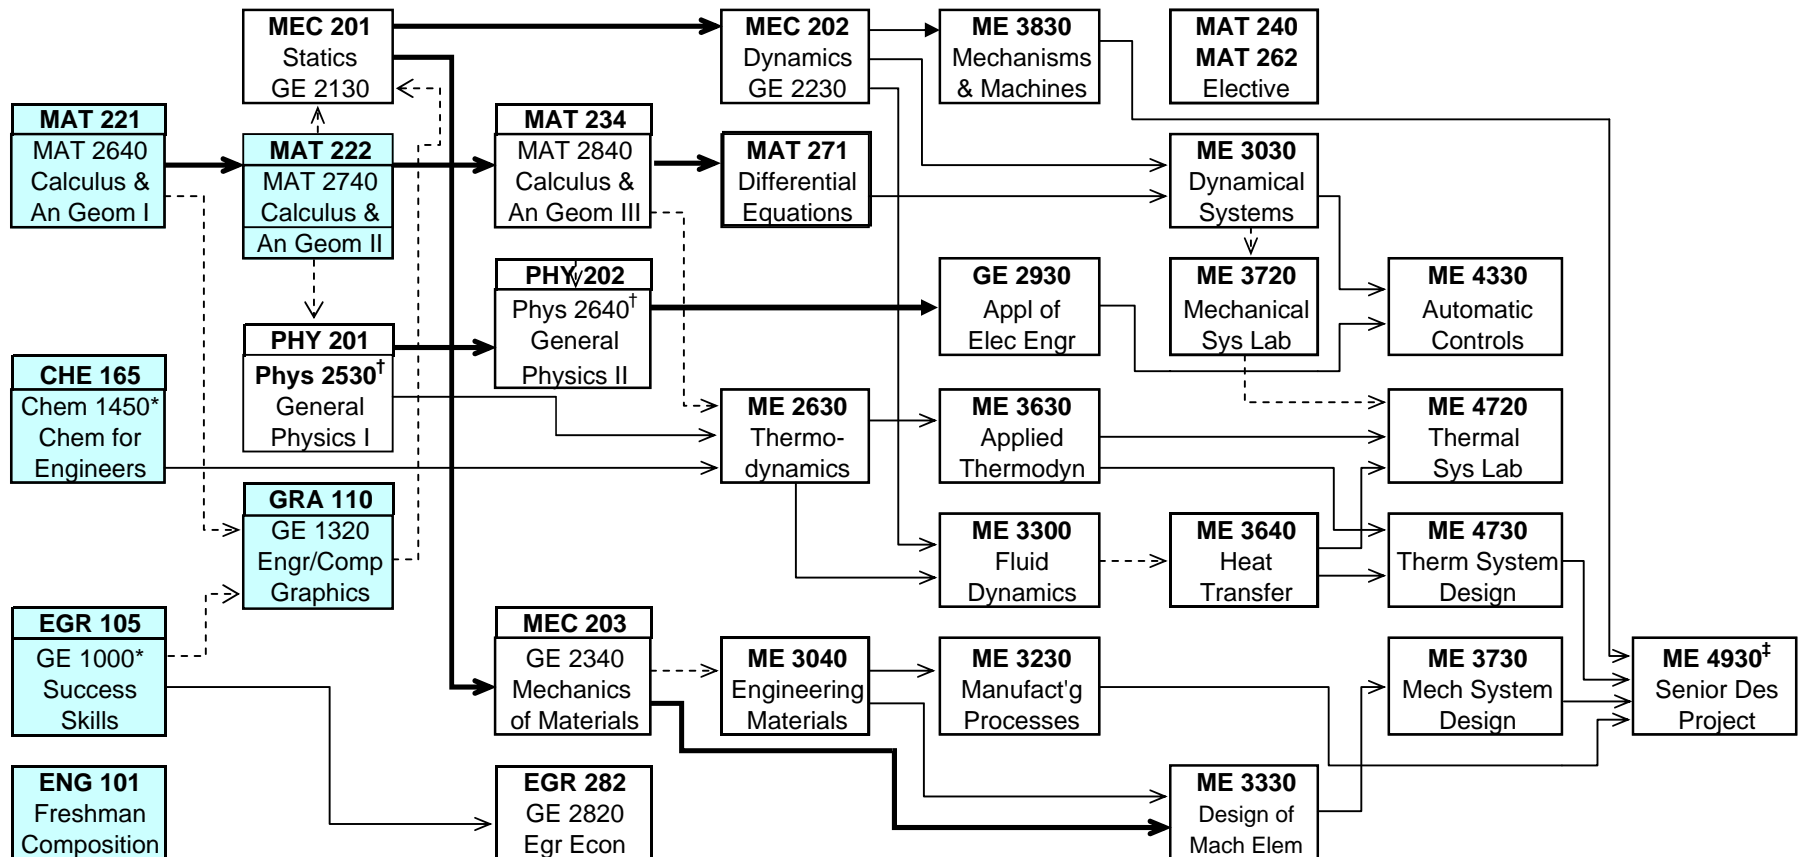 MEC 201
Statics
GE 2130
MEC 202
Dynamics
GE 2230
ME 3830
Mechanisms
& Machines
MAT 240
MAT 262
Elective
MAT 221
MAT 2640
Calculus &
An Geom I
MAT 222
MAT 2740
Calculus &
An Geom II
MAT 234
MAT 2840
Calculus &
An Geom III
MAT 271
Differential
Equations
ME 3030
Dynamical
Systems
PHY 201
Phys 2530†
General
Physics I
PHY 202
Phys 2640†
General
Physics II
GE 2930
Appl of
Elec Engr
ME 3720
Mechanical
Sys Lab
ME 4330
Automatic
Controls
CHE 165
Chem 1450*
Chem for
Engineers
ME 2630
Thermo-
dynamics
ME 3630
Applied
Thermodyn
ME 4720
Thermal
Sys Lab
GRA 110
GE 1320
Engr/Comp
Graphics
ME 3300
Fluid
Dynamics
ME 3640
Heat
Transfer
ME 4730
Therm System
Design
EGR 105
GE 1000*
Success
Skills
MEC 203
GE 2340
Mechanics
of Materials
ME 3040
Engineering
Materials
ME 3230
Manufact'g
Processes
ME 3730
Mech System
Design
ME 4930‡
Senior Des
Project
ENG 101
Freshman
Composition
EGR 282
GE 2820
Egr Econ
ME 3330
Design of
Mach Elem